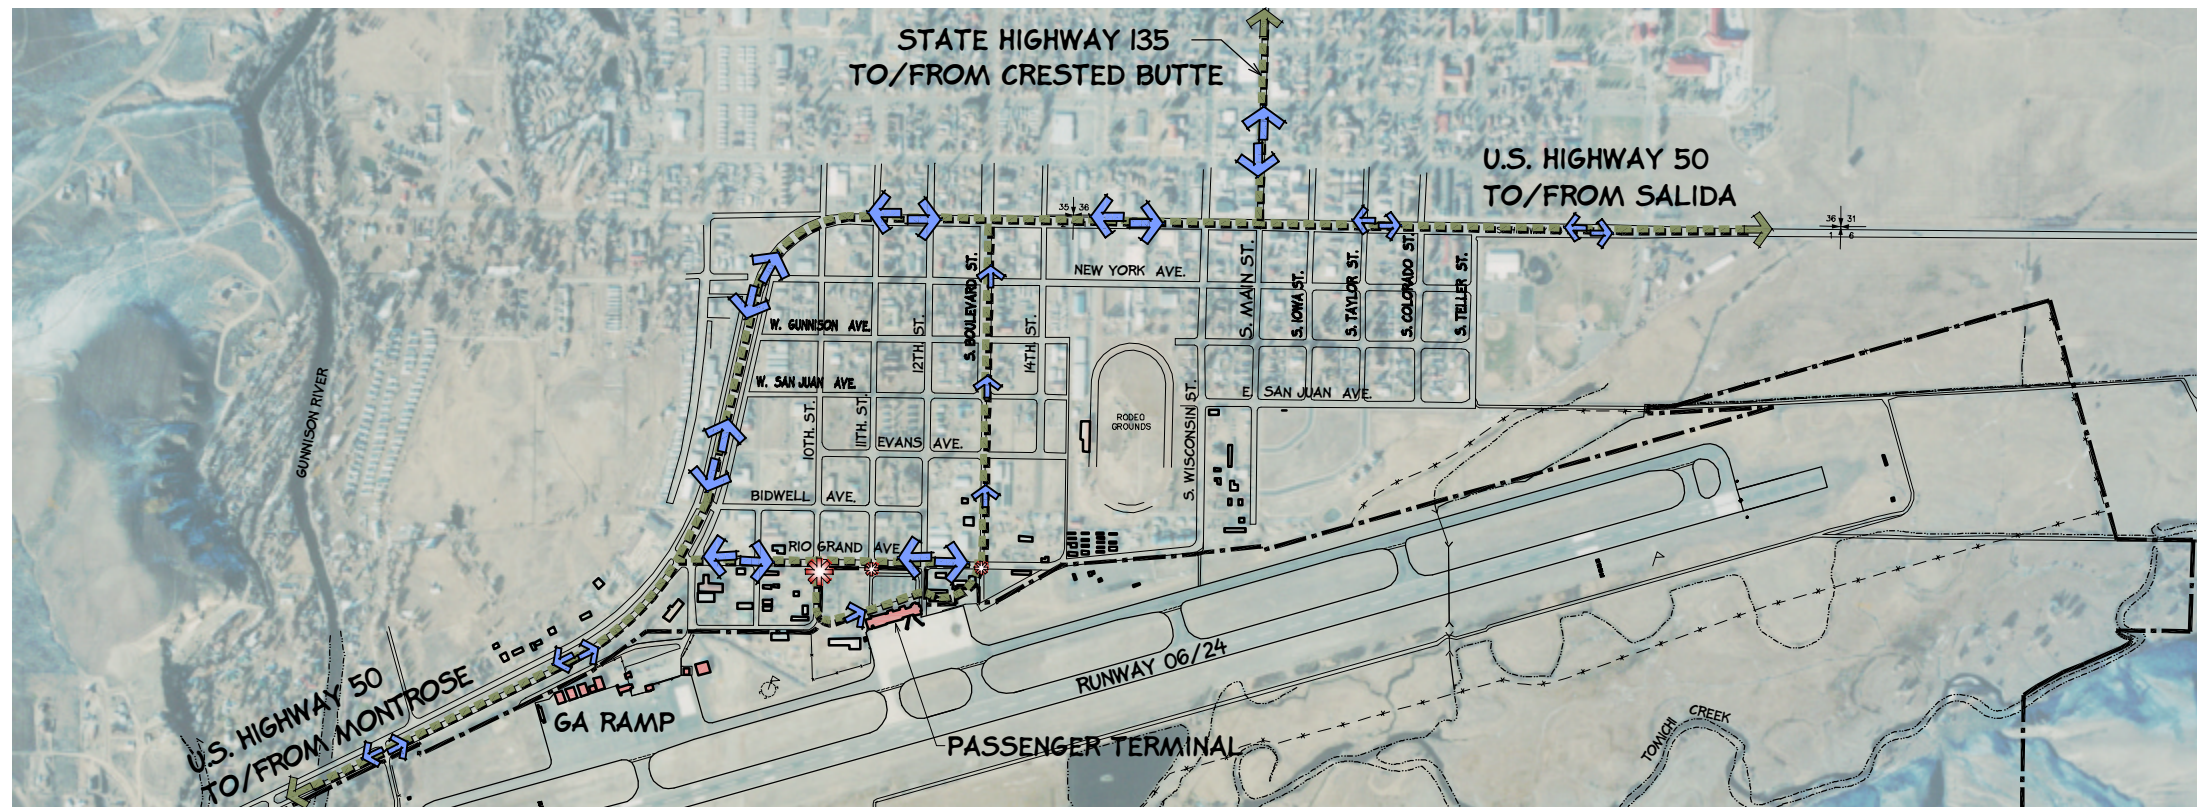 STATE HIGHWAY 135
TO/FROM CRESTED BUTTE
U.S. HIGHWAY 50
TO/FROM SALIDA
35 36
36 31
1 6
NEW YORK AVE.
S. BOULEVARD ST.
S. MAIN ST.
S. IOWA ST.
S. TAYLOR ST.
S. COLORADO ST.
S. TELLER ST.
W. GUNNISON AVE.
12TH. ST.
14TH. ST.
W. SAN JUAN AVE.
E. SAN JUAN AVE.
GUNNISON RIVER
10TH. ST.
11TH. ST.
EVANS AVE.
RODEO
GROUNDS
S. WISCONSIN ST.
BIDWELL AVE.
RIO GRAND AVE.
U.S. HIGHWAY 50
TO/FROM MONTROSE
GA RAMP
RUNWAY 06/24
PASSENGER TERMINAL
TOMICHI CREEK